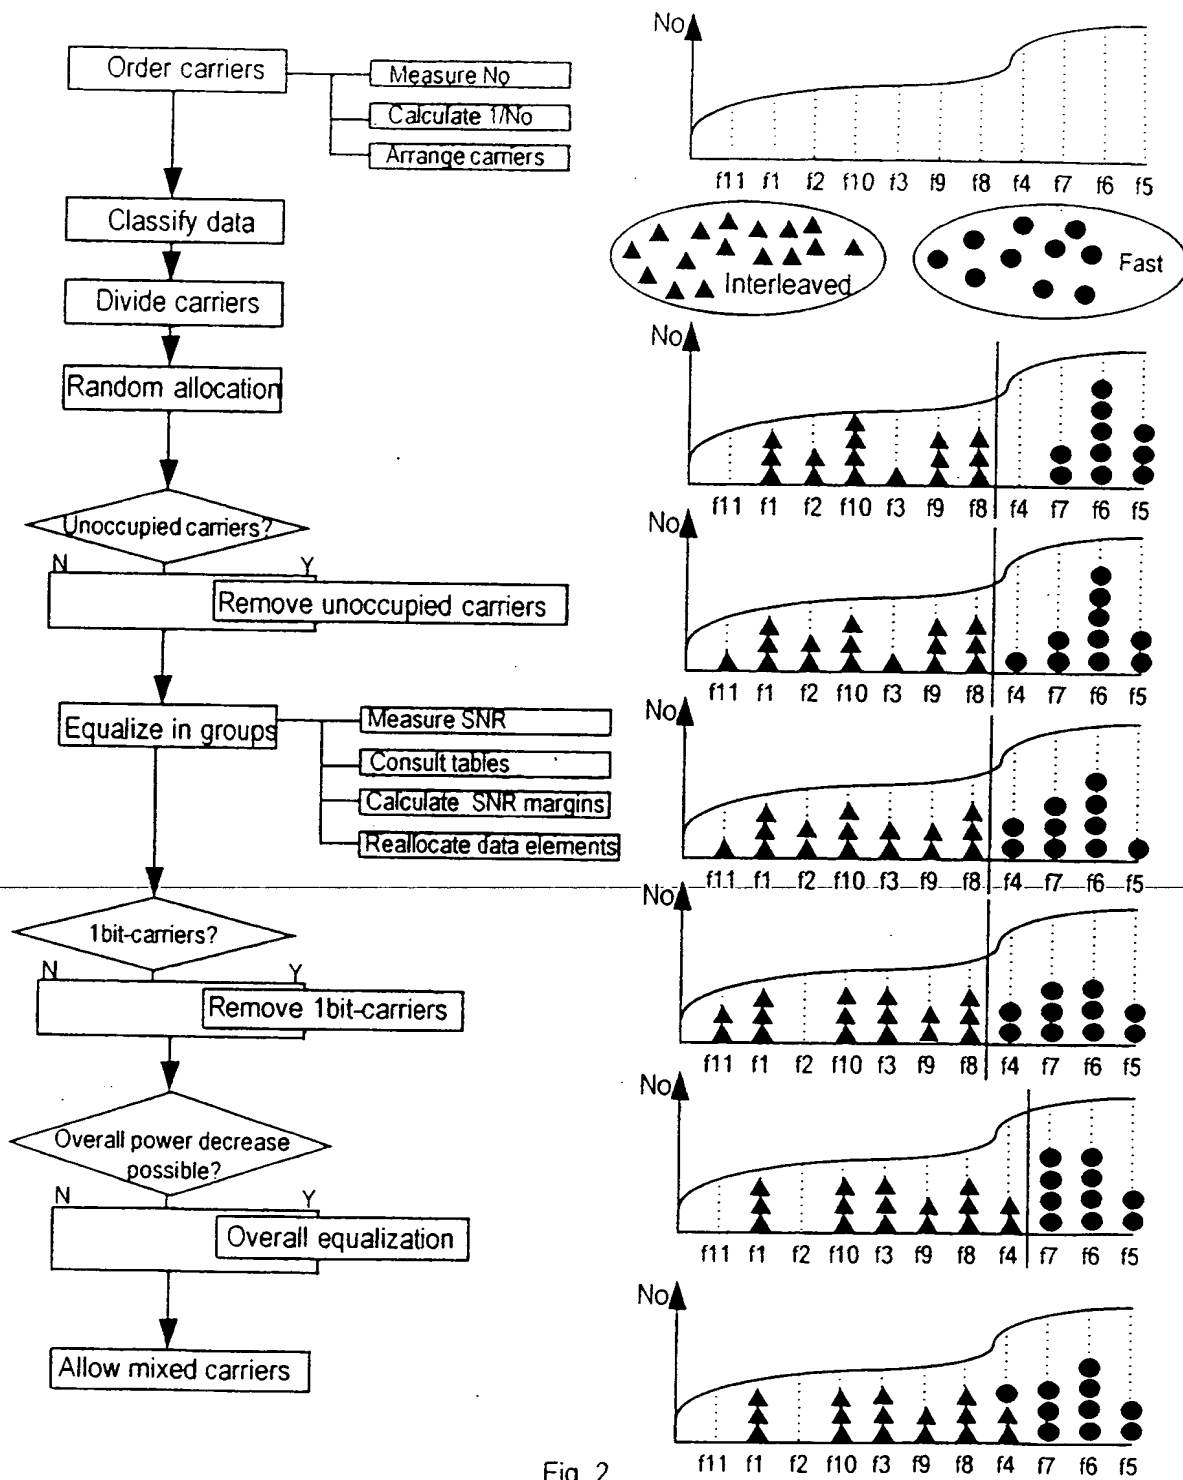 Order carriers
Measure No
Calculate 1/No
Arrange carriers
Classify data
Divide carriers
Random allocation
Unoccupied carriers?
N
Y
Remove unoccupied carriers
Equalize in groups
Measure SNR
Consult tables
Calculate SNR margins
Reallocate data elements
1bit-carriers?
N
Y
Remove 1bit-carriers
Overall power decrease
possible?
N
Y
Overall equalization
Allow mixed carriers
No
f11 f1 f2 f10 f3 f9 f8 f4 f7 f6 f5
Interleaved
Fast
No
f11 f1 f2 f10 f3 f9 f8 f4 f7 f6 f5
No
f11 f1 f2 f10 f3 f9 f8 f4 f7 f6 f5
No
f11 f1 f2 f10 f3 f9 f8 f4 f7 f6 f5
No
f11 f1 f2 f10 f3 f9 f8 f4 f7 f6 f5
No
f11 f1 f2 f10 f3 f9 f8 f4 f7 f6 f5
No
f11 f1 f2 f10 f3 f9 f8 f4 f7 f6 f5
Fig. 2